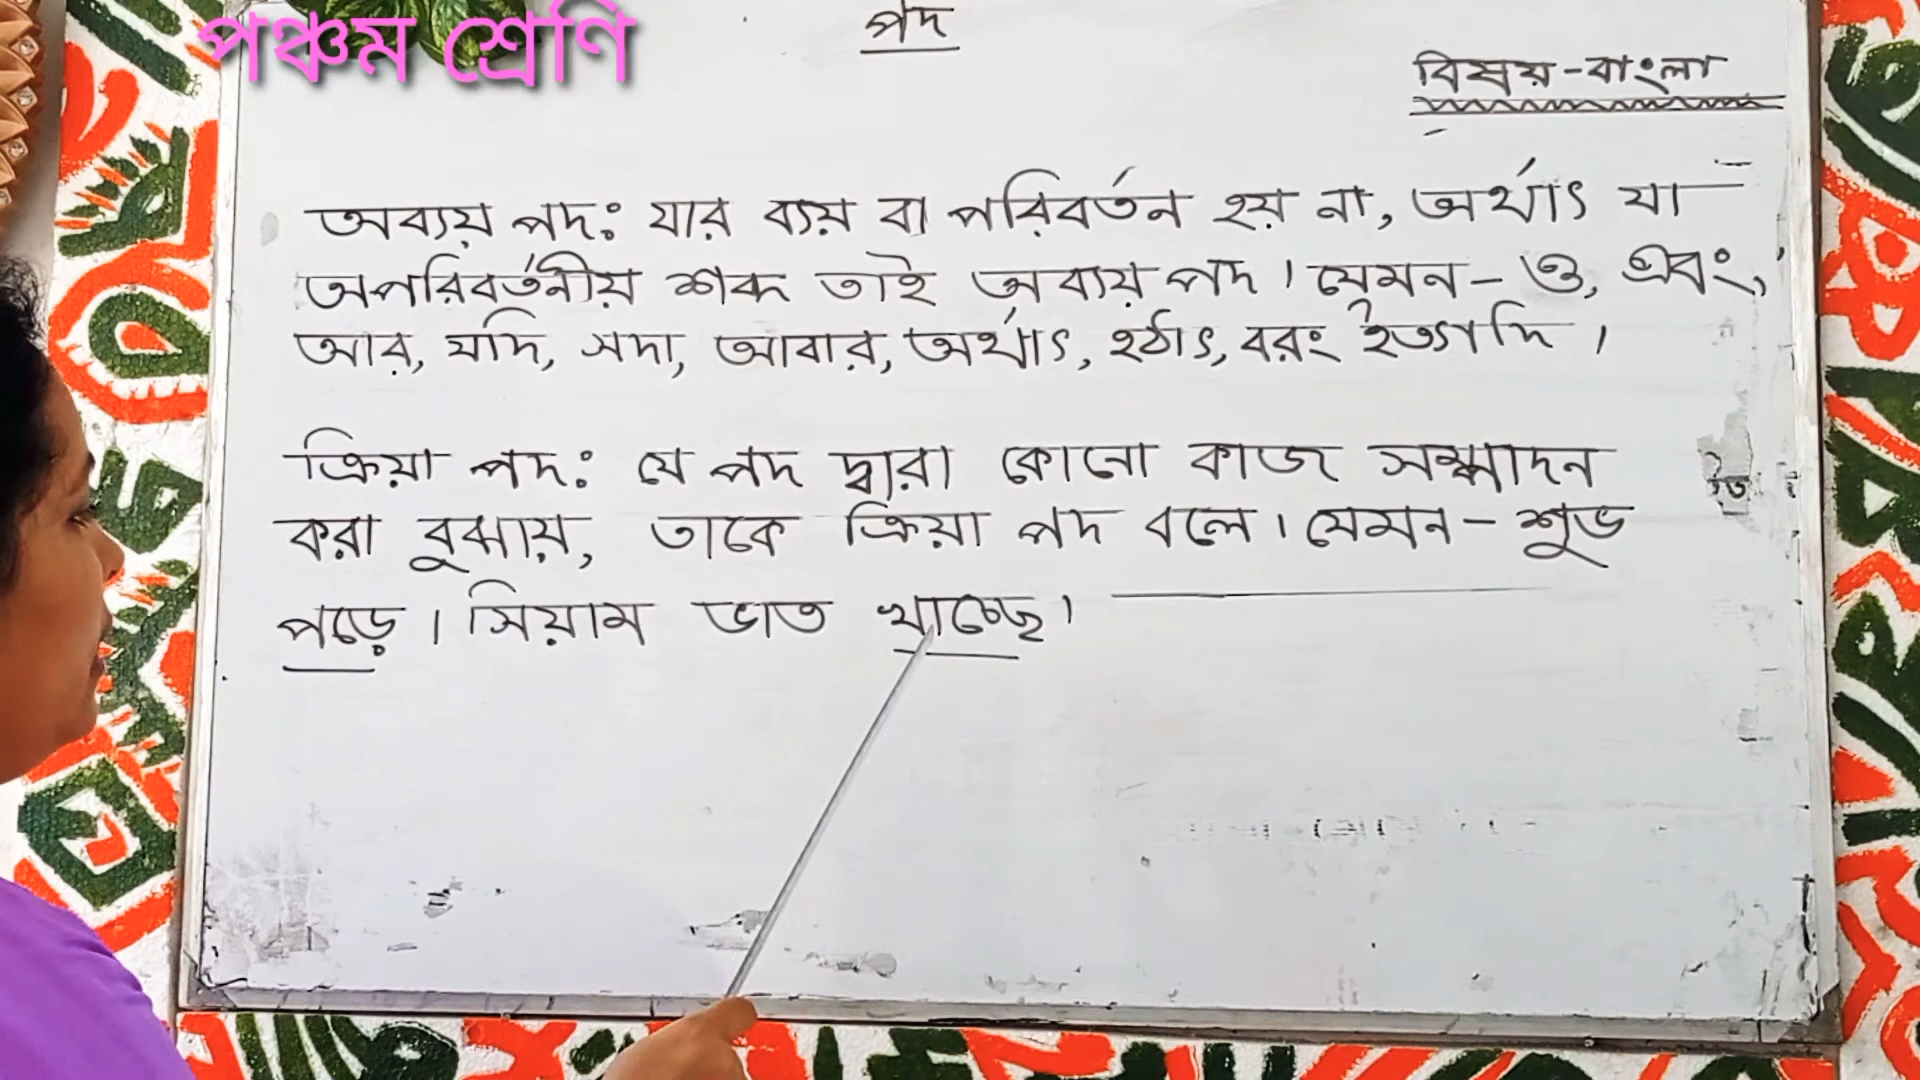 পঞ্চম শ্রেণি
পদ
বিষয়-বাংলা
অব্যয় পদঃ যার ব্যয় বা পরিবর্তন হয় না, অর্থাৎ যা
অপরিবর্তনীয় শব্দ তাই অব্যয় পদ। যেমন- ও, এবং,
আর, যদি, সদা, আবার, অর্থাৎ, হঠাৎ, বরং ইত্যাদি।
ক্রিয়া পদঃ যে পদ দ্বারা কোনো কাজ সম্পাদন
করা বুঝায়, তাকে ক্রিয়া পদ বলে। যেমন- শুভ
পড়ে। সিয়াম ভাত খাচ্ছে।